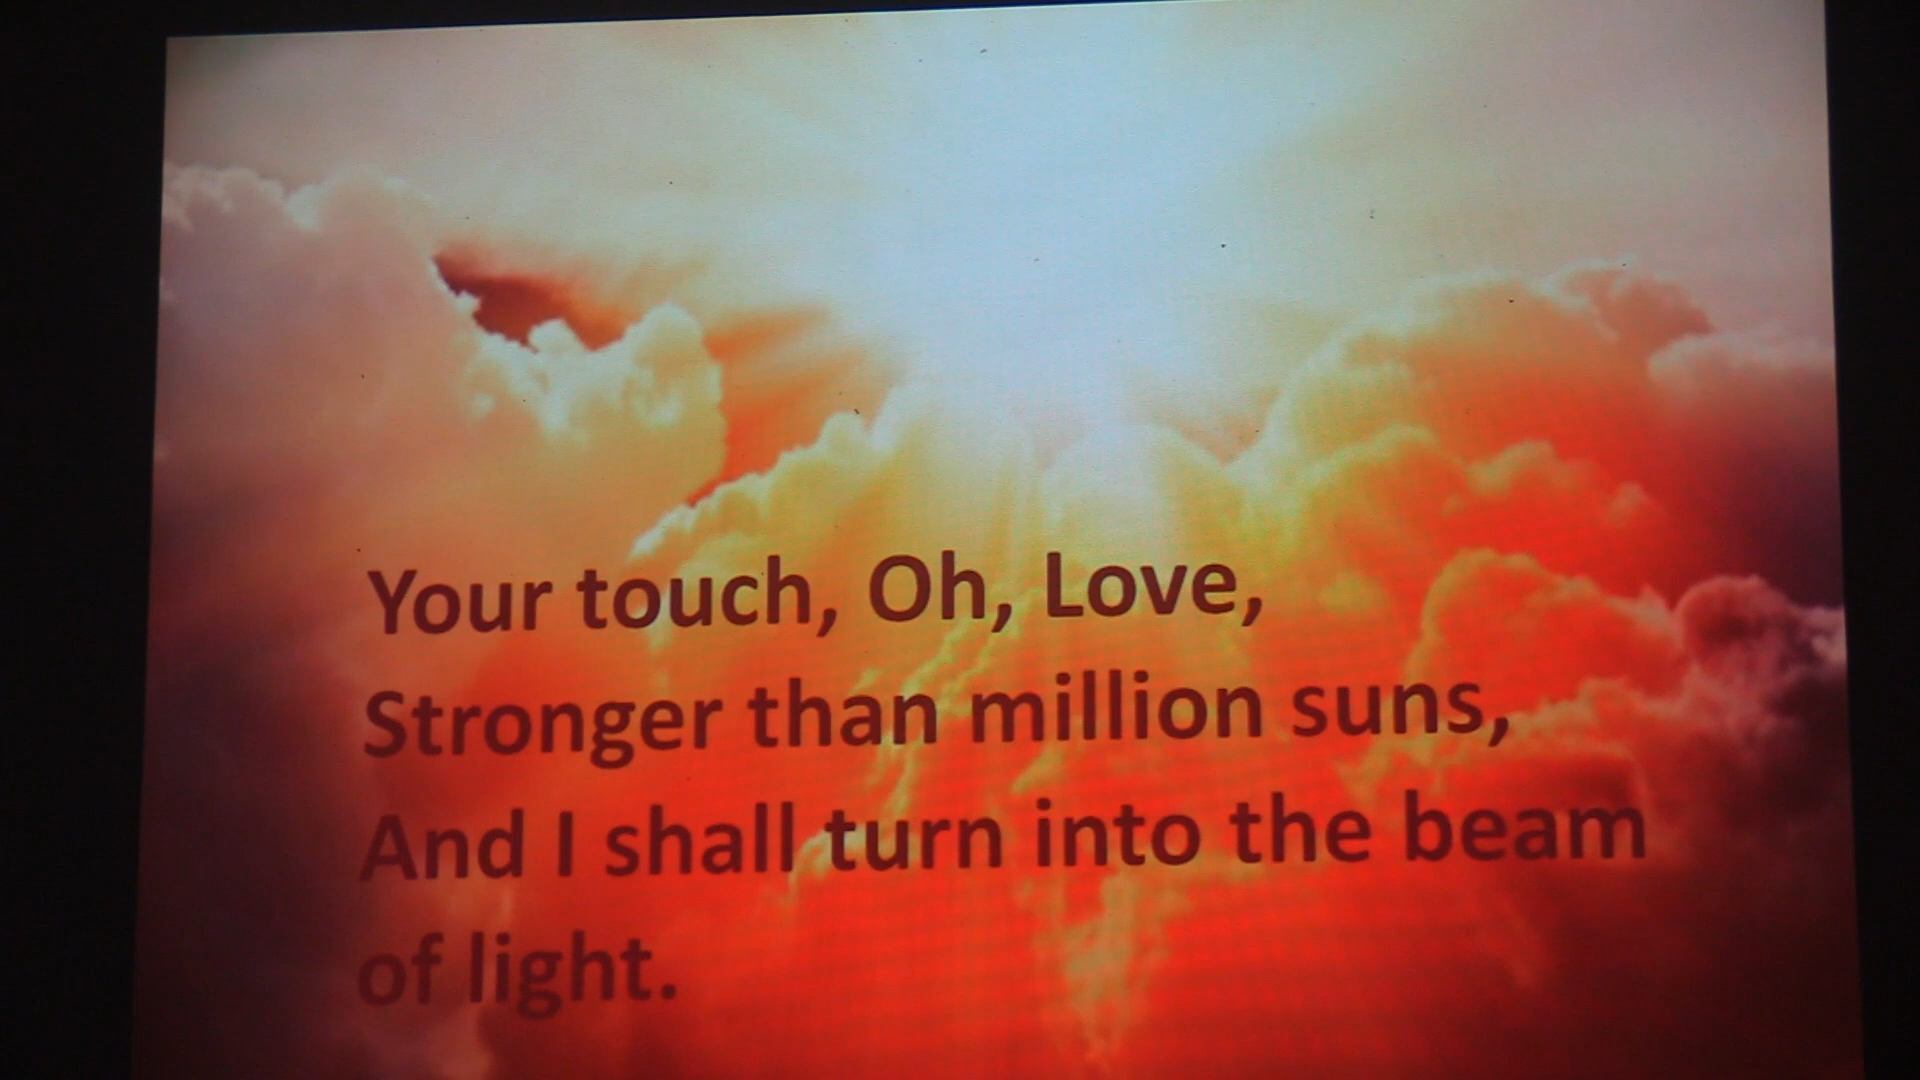 Your touch, Oh, Love,
Stronger than million suns,
And I shall turn into the beam
of light.